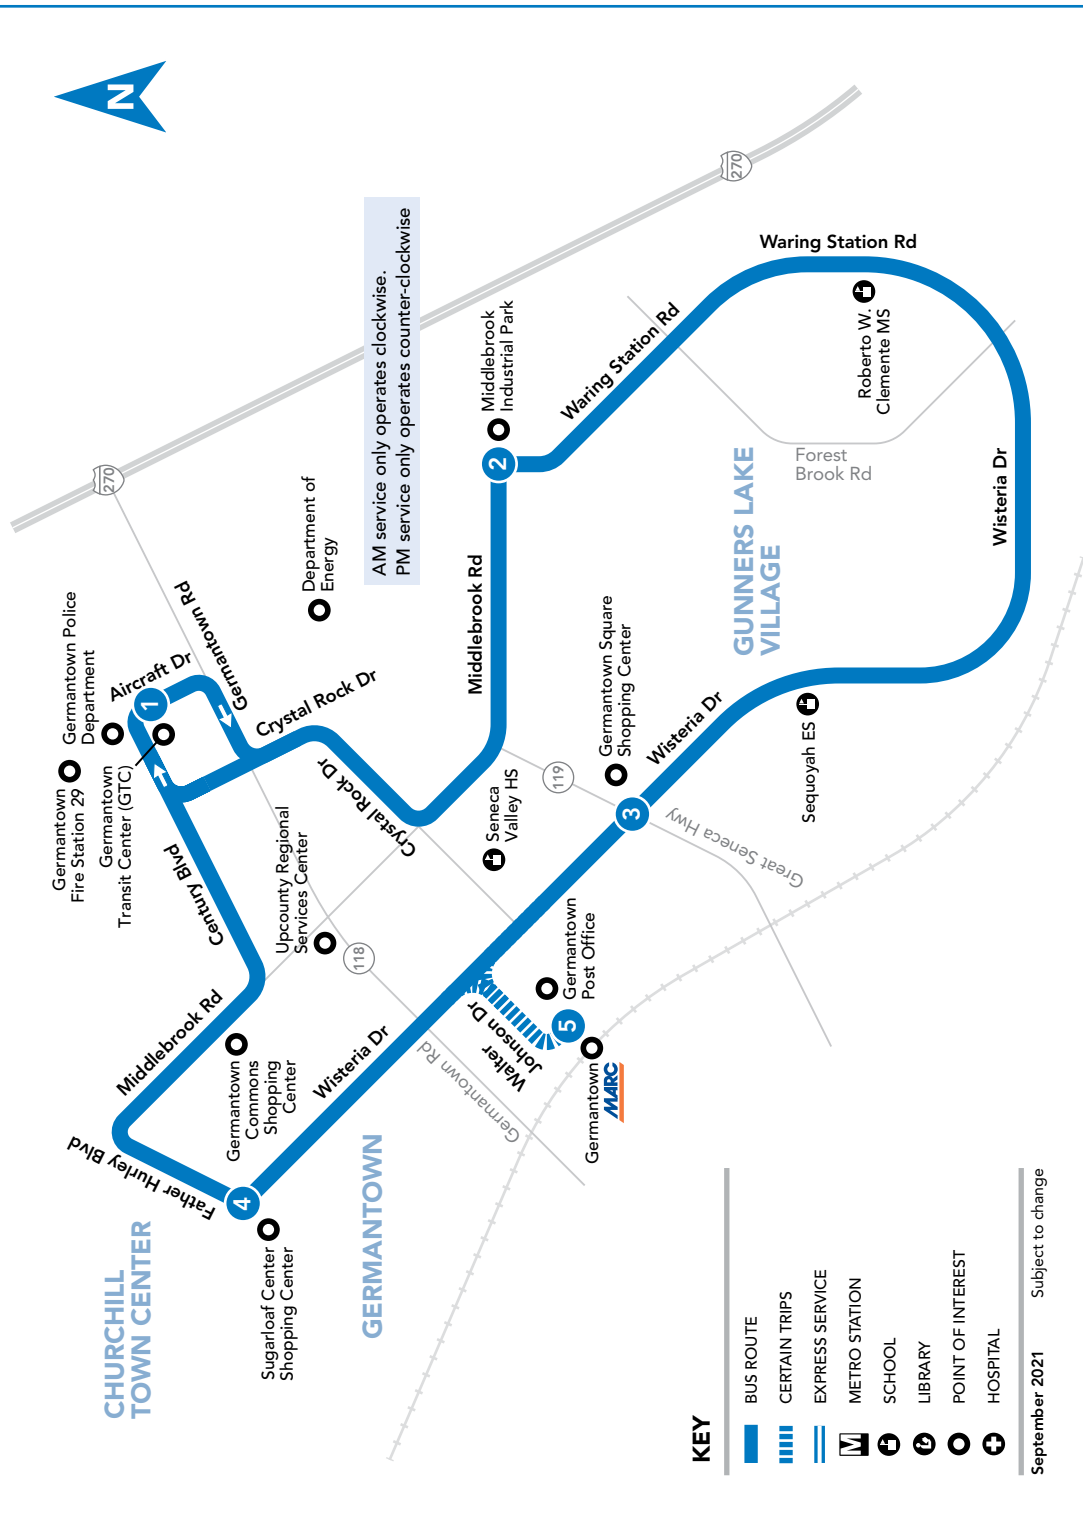 N
270
270
Waring Station Rd
AM service only operates clockwise.
PM service only operates counter-clockwise
Middlebrook
Industrial Park
Waring Station Rd
Roberto W.
Clemente MS
Forest
Brook Rd
GUNNERS LAKE
VILLAGE
Wisteria Dr
Department of
Energy
Germantown Rd
Germantown Police
Department
Aircraft Dr
1
2
Middlebrook Rd
Crystal Rock Dr
Germantown
Fire Station 29
Germantown
Transit Center (GTC)
Crystal Rock Dr
Germantown Square
Shopping Center
Wisteria Dr
Sequoyah ES
119
3
Great Seneca Hwy
Seneca
Valley HS
Century Blvd
Upcounty Regional
Services Center
118
Germantown
Post Office
5
Walter
Johnson Dr
Germantown
MARC
Germantown Rd
Middlebrook Rd
Germantown
Commons
Shopping
Center
Wisteria Dr
Father Hurley Blvd
4
Sugarloaf Center
Shopping Center
CHURCHILL
TOWN CENTER
GERMANTOWN
KEY
BUS ROUTE
CERTAIN TRIPS
EXPRESS SERVICE
M
METRO STATION
SCHOOL
LIBRARY
POINT OF INTEREST
HOSPITAL
September 2021
Subject to change